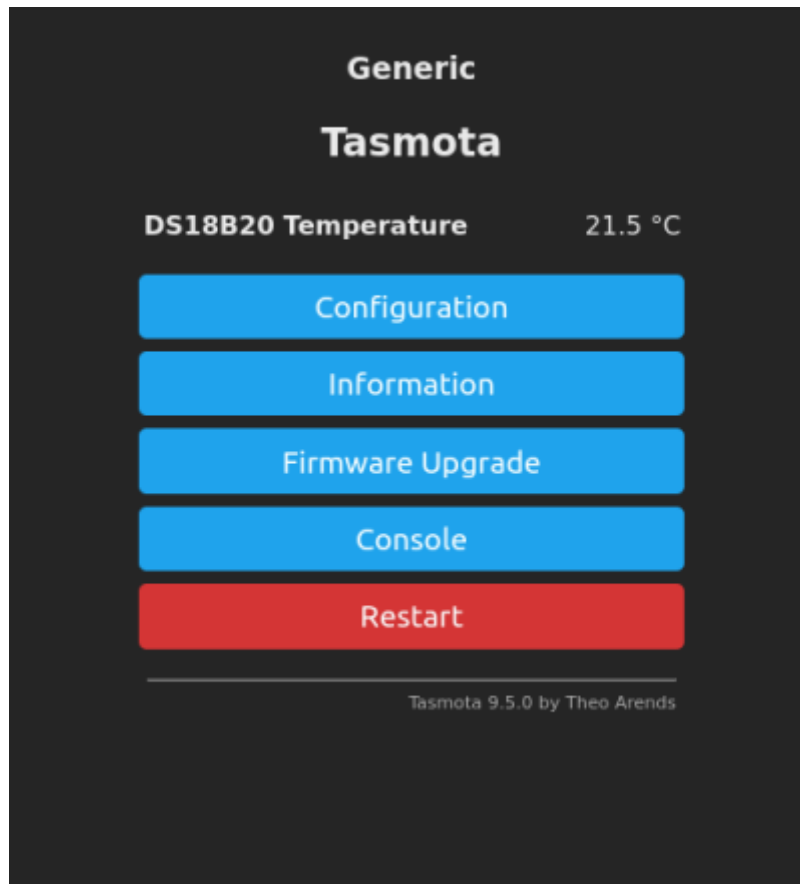 Generic
Tasmota
DS18B20 Temperature 21.5 °C
Configuration
Information
Firmware Upgrade
Console
Restart
Tasmota 9.5.0 by Theo Arends